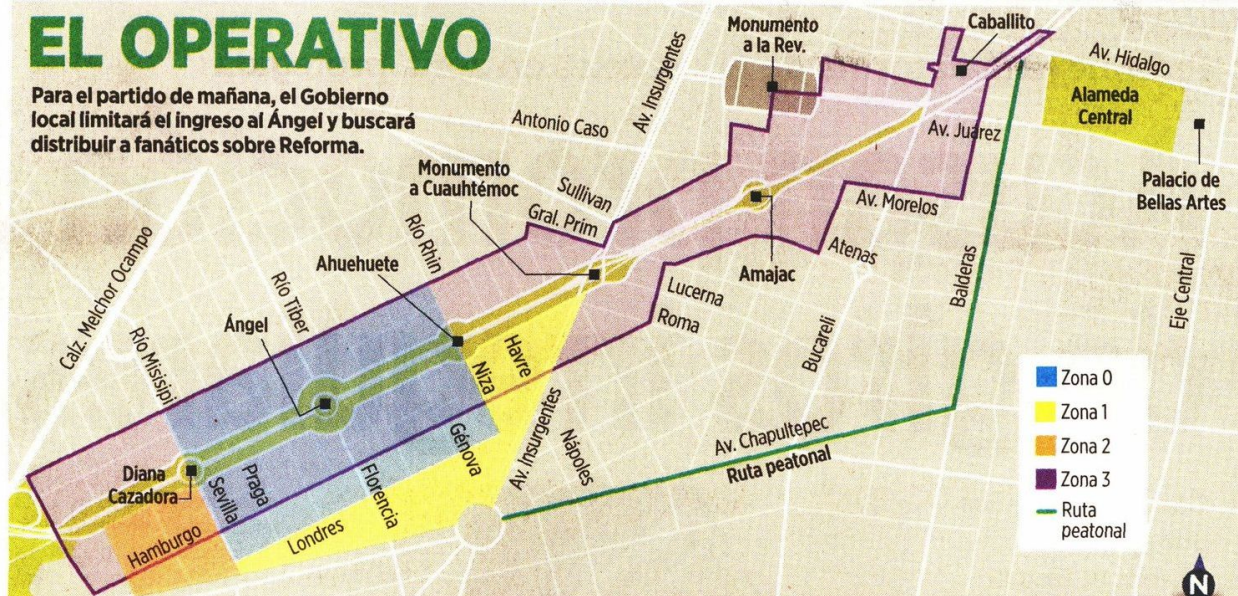 EL OPERATIVO
Para el partido de mañana, el Gobierno
local limitará el ingreso al Ángel y buscará
distribuir a fanáticos sobre Reforma.
Monumento
a la Rev.
Caballito
Av. Hidalgo
Alameda
Central
Palacio de
Bellas Artes
Av. Insurgentes
Antonio Caso
Av. Juárez
Monumento
a Cuauhtémoc
Sullivan
Gral. Prim
Av. Morelos
Atenas
Amajac
Río Rhin
Ahuehuete
Calz. Melchor Ocampo
Río Tiber
Ángel
Río Misisipi
Lucerna
Roma
Bucareli
Balderas
Eje Central
Havre
Niza
Génova
Av. Insurgentes
Nápoles
Av. Chapultepec
Ruta peatonal
Diana
Cazadora
Sevilla
Praga
Florencia
Hamburgo
Londres
Zona 0
Zona 1
Zona 2
Zona 3
Ruta
peatonal
N